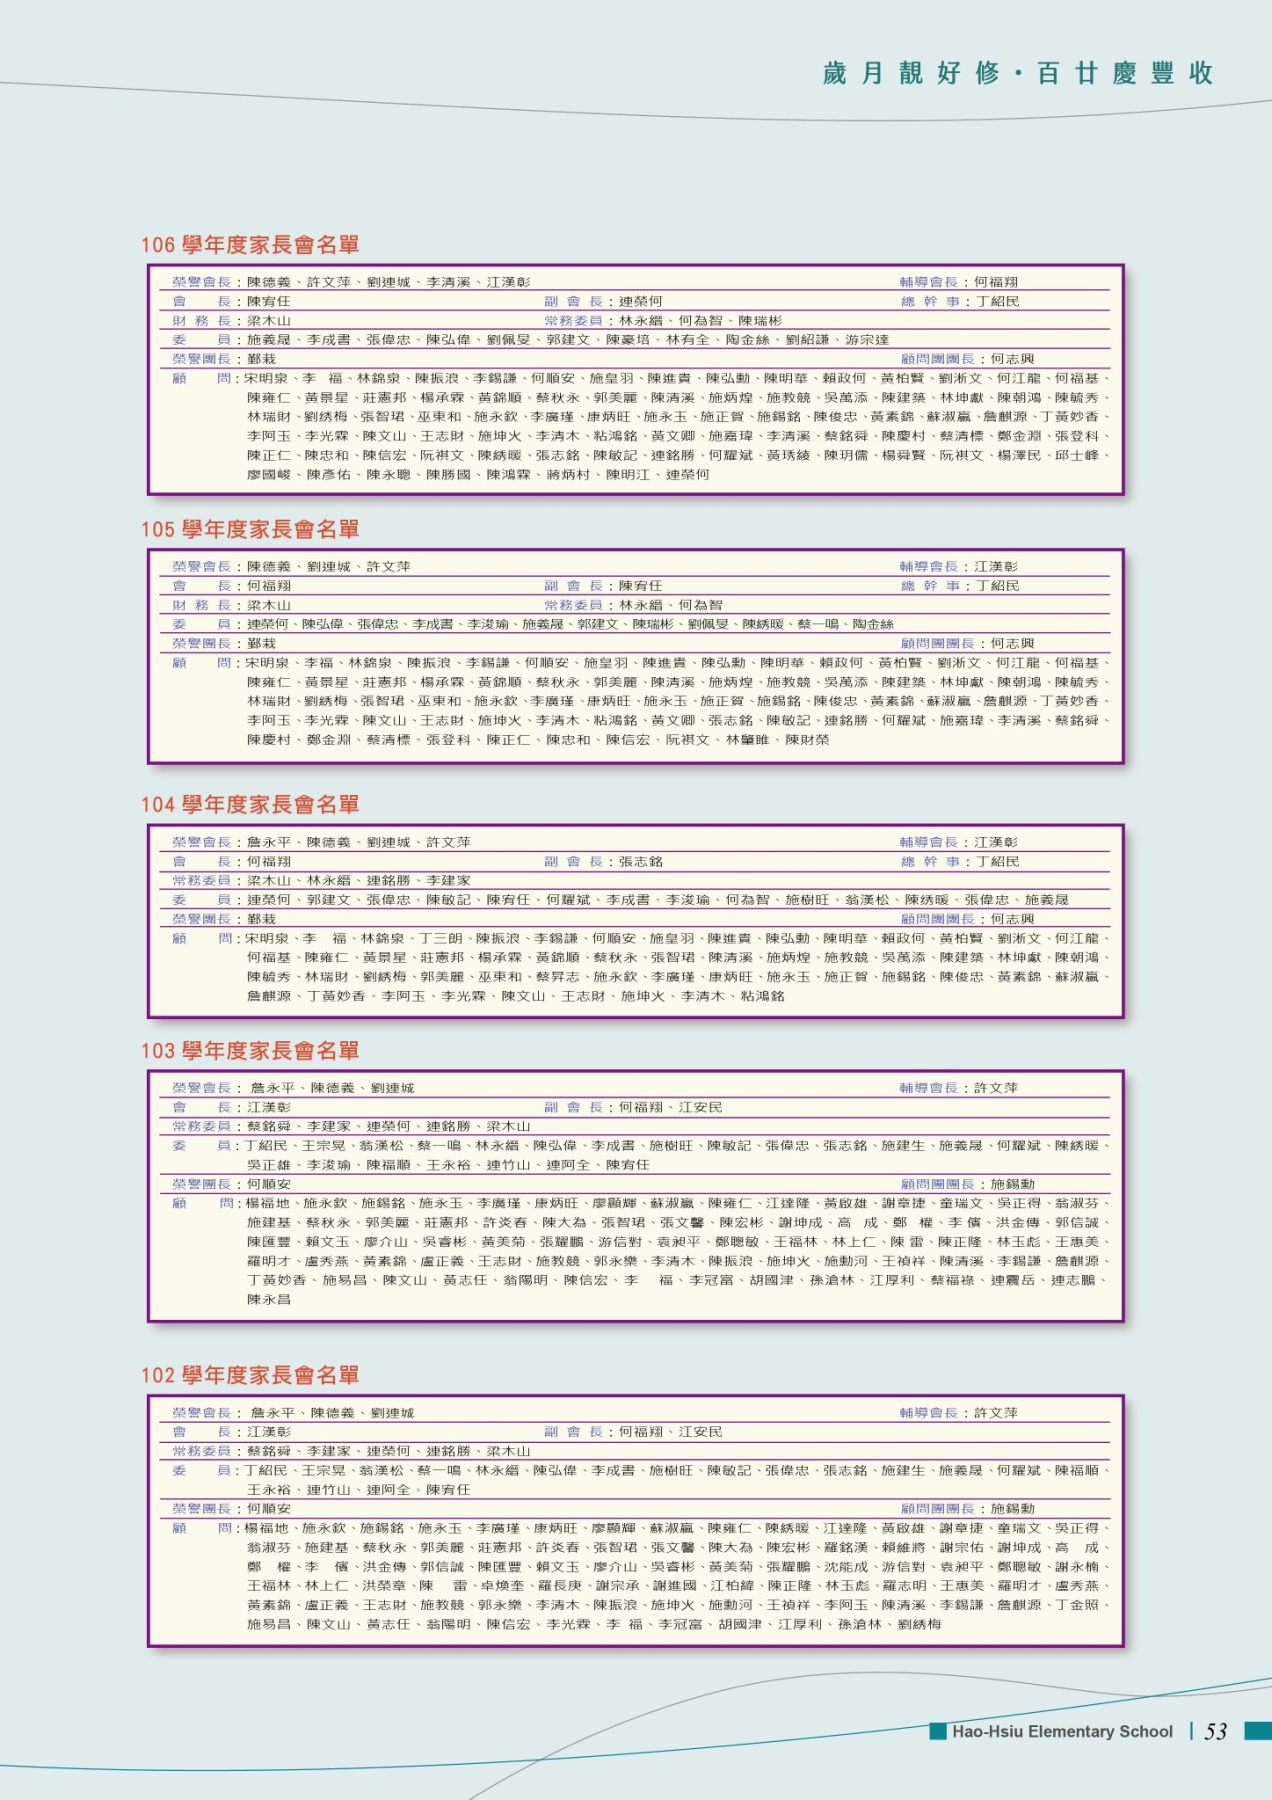 歲月靚好修・百廿慶豐收
106 學年度家長會名單
榮譽會長：陳德義、許文萍、劉連城、李清溪、江漢彰 輔導會長：何福翔
會　　長：陳宥任 副 會 長：連榮何 總 幹 事：丁紹民
財 務 長：梁木山 常務委員：林永縉、何為智、陳瑞彬
委　　員：施義晟、李成書、張偉忠、陳弘偉、劉佩旻、郭建文、陳豪培、林有全、陶金絲、劉紹謙、游宗達
榮譽團長：鄞栽 顧問團團長：何志興
顧　　問：宋明泉、李　福、林錦泉、陳振浪、李錫謙、何順安、施皇羽、陳進貴、陳弘勳、陳明華、賴政何、黃柏賢、劉淅文、何江龍、何福基、
陳雍仁、黃景星、莊憲邦、楊承霖、黃錦順、蔡秋永、郭美麗、陳清溪、施炳煌、施教競、吳萬添、陳建築、林坤獻、陳朝鴻、陳毓秀、
林瑞財、劉綉梅、張智珺、巫東和、施永欽、李廣瑾、康炳旺、施永玉、施正賀、施錫銘、陳俊忠、黃素錦、蘇淑嬴、詹麒源、丁黃妙香、
李阿玉、李光霖、陳文山、王志財、施坤火、李清木、粘鴻銘、黃文卿、施嘉瑋、李清溪、蔡銘舜、陳慶村、蔡清標、鄭金淵、張登科、
陳正仁、陳忠和、陳信宏、阮祺文、陳綉暖、張志銘、陳敏記、連銘勝、何耀斌、黃琇綾、陳玥儒、楊舜賢、阮祺文、楊澤民、邱士峰、
廖國峻、陳彥佑、陳永聰、陳勝國、陳鴻霖、蔣炳村、陳明江、連榮何
105 學年度家長會名單
榮譽會長：陳德義、劉連城、許文萍 輔導會長：江漢彰
會　　長：何福翔 副 會 長：陳宥任 總 幹 事：丁紹民
財 務 長：梁木山 常務委員：林永縉、何為智
委　　員：連榮何、陳弘偉、張偉忠、李成書、李浚瑜、施義晟、郭建文、陳瑞彬、劉佩旻、陳綉暖、蔡一鳴、陶金絲
榮譽團長：鄞栽 顧問團團長：何志興
顧　　問：宋明泉、李福、林錦泉、陳振浪、李錫謙、何順安、施皇羽、陳進貴、陳弘勳、陳明華、賴政何、黃柏賢、劉淅文、何江龍、何福基、
陳雍仁、黃景星、莊憲邦、楊承霖、黃錦順、蔡秋永、郭美麗、陳清溪、施炳煌、施教競、吳萬添、陳建築、林坤獻、陳朝鴻、陳毓秀、
林瑞財、劉綉梅、張智珺、巫東和、施永欽、李廣瑾、康炳旺、施永玉、施正賀、施錫銘、陳俊忠、黃素錦、蘇淑嬴、詹麒源、丁黃妙香、
李阿玉、李光霖、陳文山、王志財、施坤火、李清木、粘鴻銘、黃文卿、張志銘、陳敏記、連銘勝、何耀斌、施嘉瑋、李清溪、蔡銘舜、
陳慶村、鄭金淵、蔡清標、張登科、陳正仁、陳忠和、陳信宏、阮祺文、林肇睢、陳財榮
104 學年度家長會名單
榮譽會長：詹永平、陳德義、劉連城、許文萍 輔導會長：江漢彰
會　　長：何福翔 副 會 長：張志銘 總 幹 事：丁紹民
常務委員：梁木山、林永縉、連銘勝、李建家
委　　員：連榮何、郭建文、張偉忠、陳敏記、陳宥任、何耀斌、李成書、李浚瑜、何為智、施樹旺、翁漢松、陳綉暖、張偉忠、施義晟
榮譽團長：鄞栽 顧問團團長：何志興
顧　　問：宋明泉、李　福、林錦泉、丁三朗、陳振浪、李錫謙、何順安、施皇羽、陳進貴、陳弘勳、陳明華、賴政何、黃柏賢、劉淅文、何江龍、
何福基、陳雍仁、黃景星、莊憲邦、楊承霖、黃錦順、蔡秋永、張智珺、陳清溪、施炳煌、施教競、吳萬添、陳建築、林坤獻、陳朝鴻、
陳毓秀、林瑞財、劉綉梅、郭美麗、巫東和、蔡昇志、施永欽、李廣瑾、康炳旺、施永玉、施正賀、施錫銘、陳俊忠、黃素錦、蘇淑嬴、
詹麒源、丁黃妙香、李阿玉、李光霖、陳文山、王志財、施坤火、李清木、粘鴻銘
103 學年度家長會名單
榮譽會長：詹永平、陳德義、劉連城 輔導會長：許文萍
會　　長：江漢彰 副 會 長：何福翔、江安民
常務委員：蔡銘舜、李建家、連榮何、連銘勝、梁木山
委　　員：丁紹民、王宗晃、翁漢松、蔡一鳴、林永縉、陳弘偉、李成書、施樹旺、陳敏記、張偉忠、張志銘、施建生、施義晟、何耀斌、陳綉暖、
吳正雄、李浚瑜、陳福順、王永裕、連竹山、連阿全、陳宥任
榮譽團長：何順安 顧問團團長：施錫勳
顧　　問：楊福地、施永欽、施錫銘、施永玉、李廣瑾、康炳旺、廖顯輝、蘇淑嬴、陳雍仁、江達隆、黃啟雄、謝章捷、童瑞文、吳正得、翁淑芬、
施建基、蔡秋永、郭美麗、莊憲邦、許炎春、陳大為、張智珺、張文馨、陳宏彬、謝坤成、高　成、鄭　權、李 儐、洪金傳、郭信誠、
陳匯豐、賴文玉、廖介山、吳睿彬、黃美菊、張耀鵬、游信對、袁昶平、鄭聰敏、王福林、林上仁、陳 雷、陳正隆、林玉彪、王惠美、
羅明才、盧秀燕、黃素錦、盧正義、王志財、施教競、郭永樂、李清木、陳振浪、施坤火、施勳河、王禎祥、陳清溪、李錫謙、詹麒源、
丁黃妙香、施易昌、陳文山、黃志任、翁陽明、陳信宏、李　福、李冠富、胡國津、孫滄林、江厚利、蔡福祿、連震岳、連志鵬、
陳永昌
102 學年度家長會名單
榮譽會長：詹永平、陳德義、劉連城 輔導會長：許文萍
會　　長：江漢彰 副 會 長：何福翔、江安民
常務委員：蔡銘舜、李建家、連榮何、連銘勝、梁木山
委　　員：丁紹民、王宗晃、翁漢松、蔡一鳴、林永縉、陳弘偉、李成書、施樹旺、陳敏記、張偉忠、張志銘、施建生、施義晟、何耀斌、陳福順、
王永裕、連竹山、連阿全、陳宥任
榮譽團長：何順安 顧問團團長：施錫勳
顧　　問：楊福地、施永欽、施錫銘、施永玉、李廣瑾、康炳旺、廖顯輝、蘇淑嬴、陳雍仁、陳綉暖、江達隆、黃啟雄、謝章捷、童瑞文、吳正得、
翁淑芬、施建基、蔡秋永、郭美麗、莊憲邦、許炎春、張智珺、張文馨、陳大為、陳宏彬、羅銘漢、賴維將、謝宗佑、謝坤成、高　成、
鄭　權、李　儐、洪金傳、郭信誠、陳匯豐、賴文玉、廖介山、吳睿彬、黃美菊、張耀鵬、沈能成、游信對、袁昶平、鄭聰敏、謝永楠、
王福林、林上仁、洪榮章、陳　雷、卓煥奎、羅長庚、謝宗承、謝進國、江柏緯、陳正隆、林玉彪、羅志明、王惠美、羅明才、盧秀燕、
黃素錦、盧正義、王志財、施教競、郭永樂、李清木、陳振浪、施坤火、施勳河、王禎祥、李阿玉、陳清溪、李錫謙、詹麒源、丁金照、
施易昌、陳文山、黃志任、翁陽明、陳信宏、李光霖、李 福、李冠富、胡國津、江厚利、孫滄林、劉綉梅
Hao-Hsiu Elementary School | 53